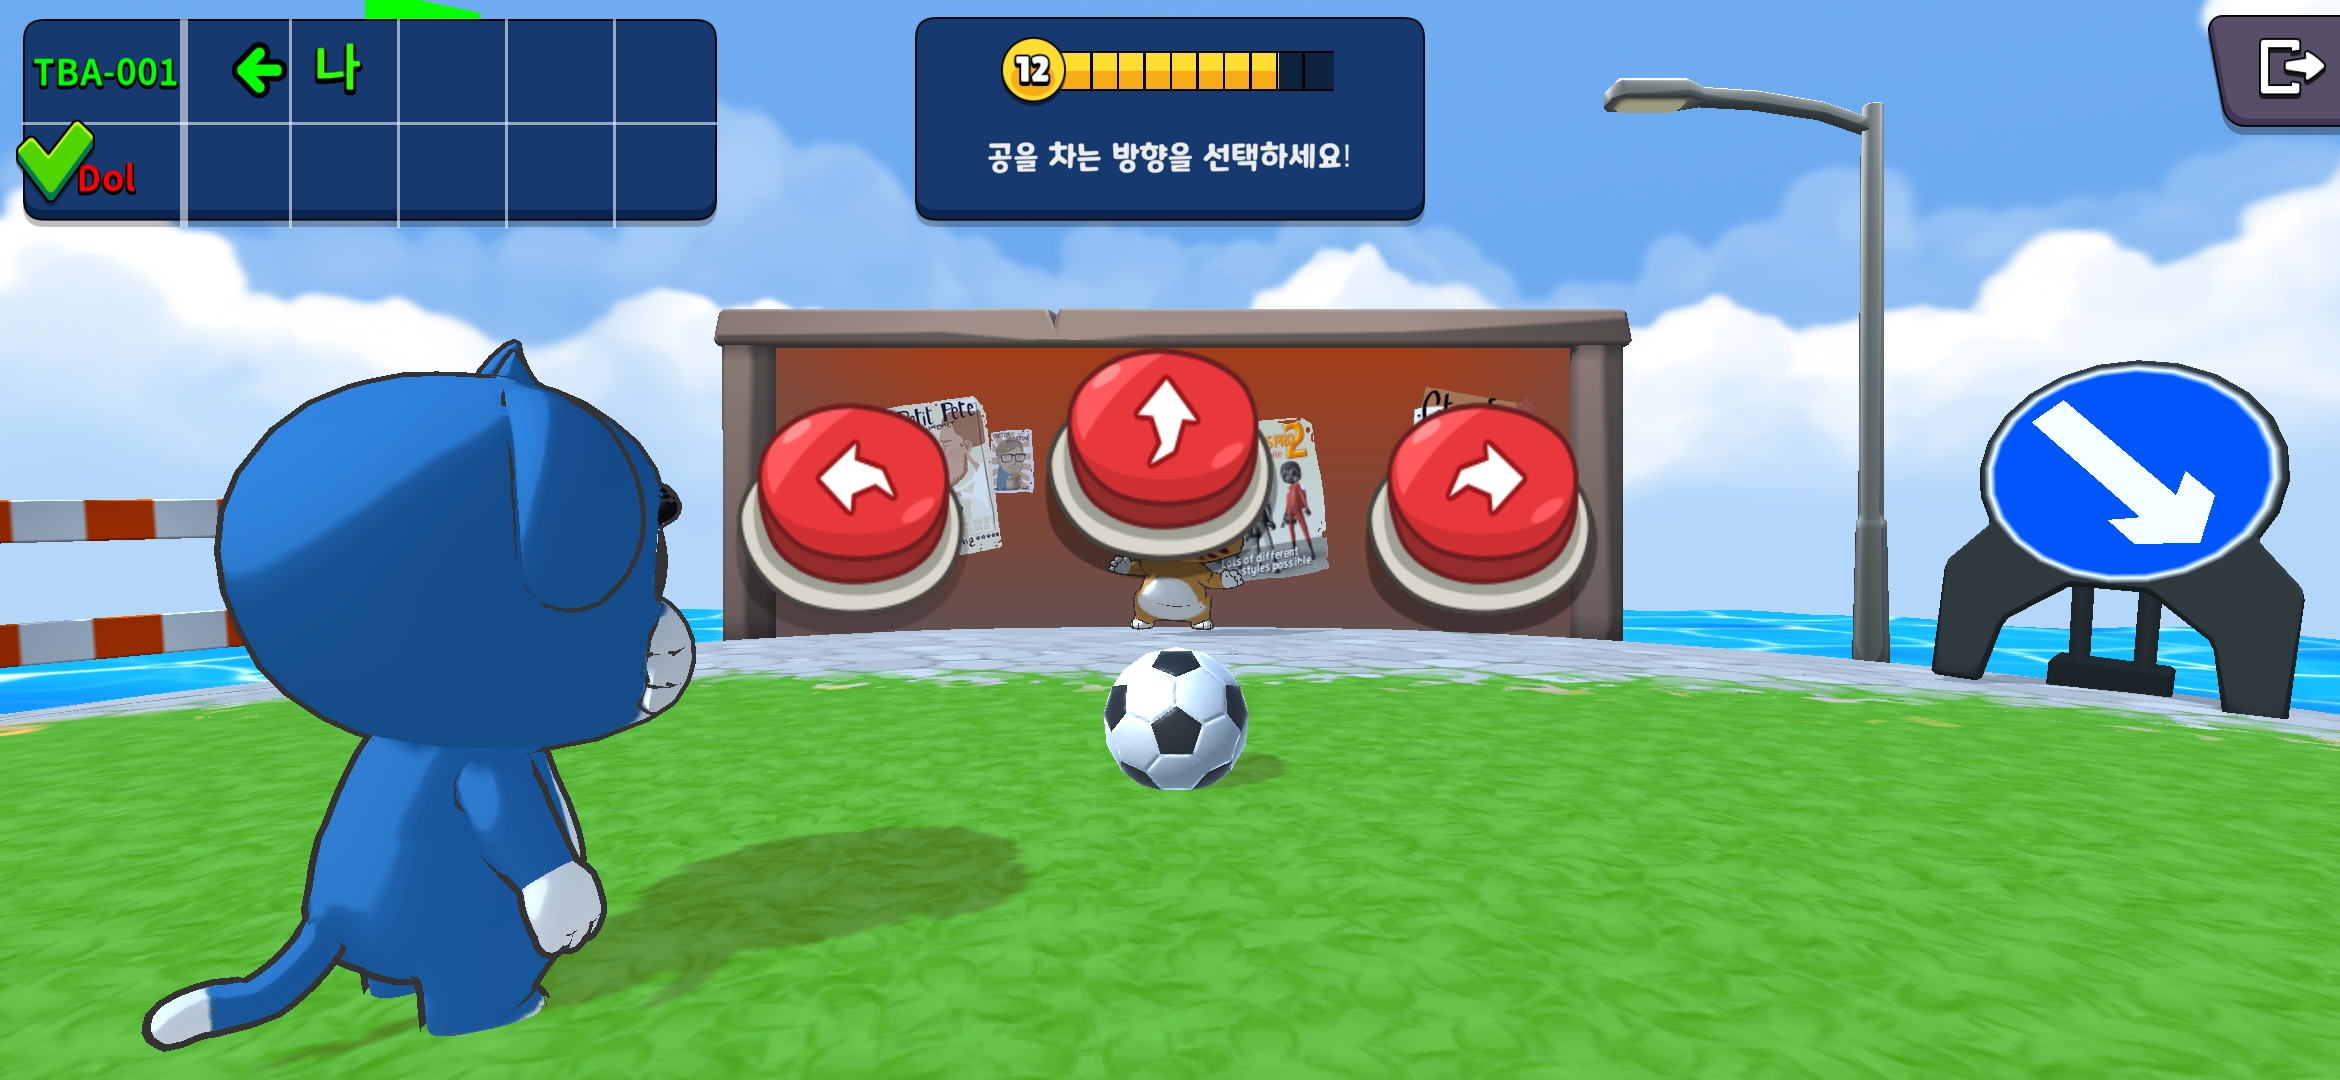 TBA-001
나
Dol
12
공을 차는 방향을 선택하세요!
Petit Pete
2
Lots of different
styles possible